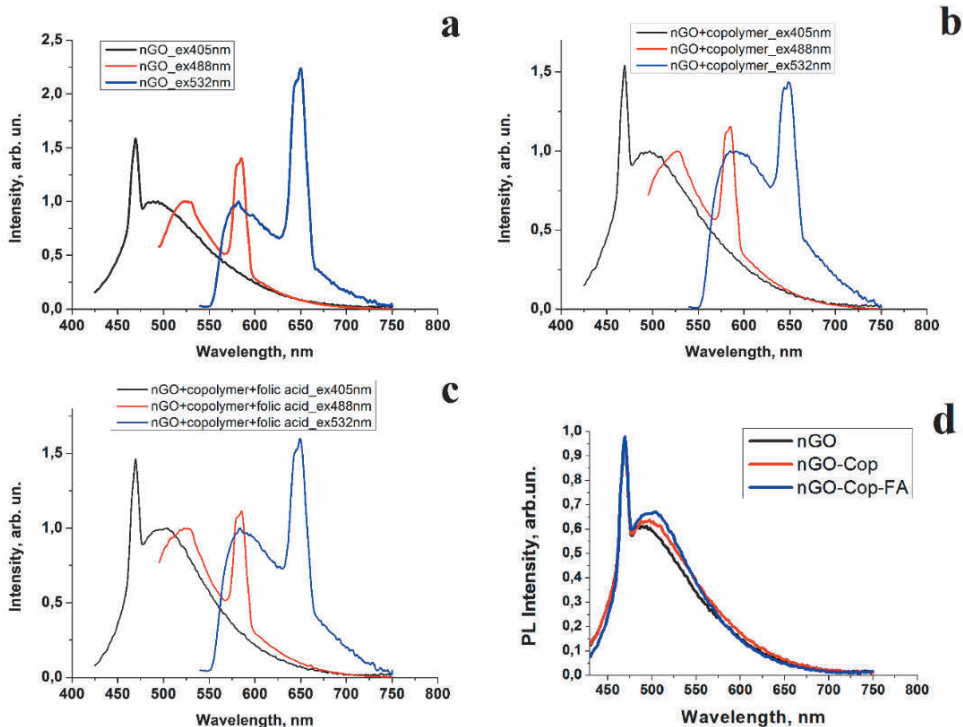 a
nGO_ex405nm
nGO_ex488nm
nGO_ex532nm
2,5
2,0
1,5
1,0
0,5
0,0
Intensity, arb. un.
400 450 500 550 600 650 700 750 800
Wavelength, nm
b
nGO+copolymer_ex405nm
nGO+copolymer_ex488nm
nGO+copolymer_ex532nm
1,5
1,0
0,5
0,0
Intensity, arb. un.
400 450 500 550 600 650 700 750 800
Wavelength, nm
c
nGO+copolymer+folic acid_ex405nm
nGO+copolymer+folic acid_ex488nm
nGO+copolymer+folic acid_ex532nm
1,5
1,0
0,5
0,0
Intensity, arb. un.
400 450 500 550 600 650 700 750 800
Wavelength, nm
d
nGO
nGO-Cop
nGO-Cop-FA
1,0
0,9
0,8
0,7
0,6
0,5
0,4
0,3
0,2
0,1
0,0
PL Intensity, arb.un.
450 500 550 600 650 700 750 800
Wavelength, nm